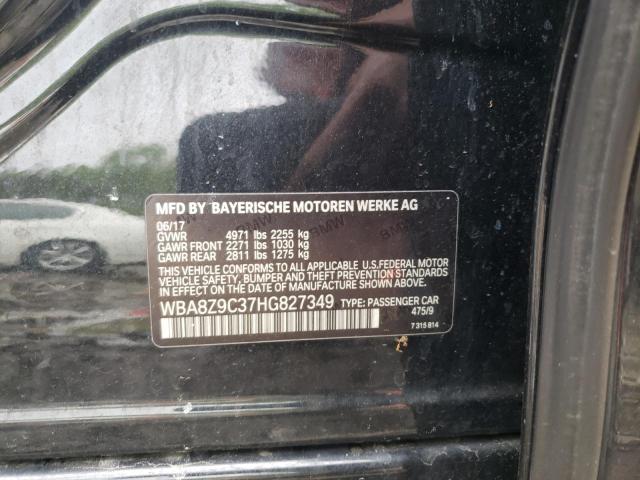 MFD BY BAYERISCHE MOTOREN WERKE AG
06/17
GVWR 4971 lbs 2255 kg
GAWR FRONT 2271 lbs 1030 kg
GAWR REAR 2811 lbs 1275 kg
THIS VEHICLE CONFORMS TO ALL APPLICABLE U.S.FEDERAL MOTOR
VEHICLE SAFETY, BUMPER AND THEFT PREVENTION STANDARDS
IN EFFECT ON THE DATE OF MANUFACTURE SHOWN ABOVE.
WBA8Z9C37HG827349 TYPE: PASSENGER CAR
475/9
7 315 814